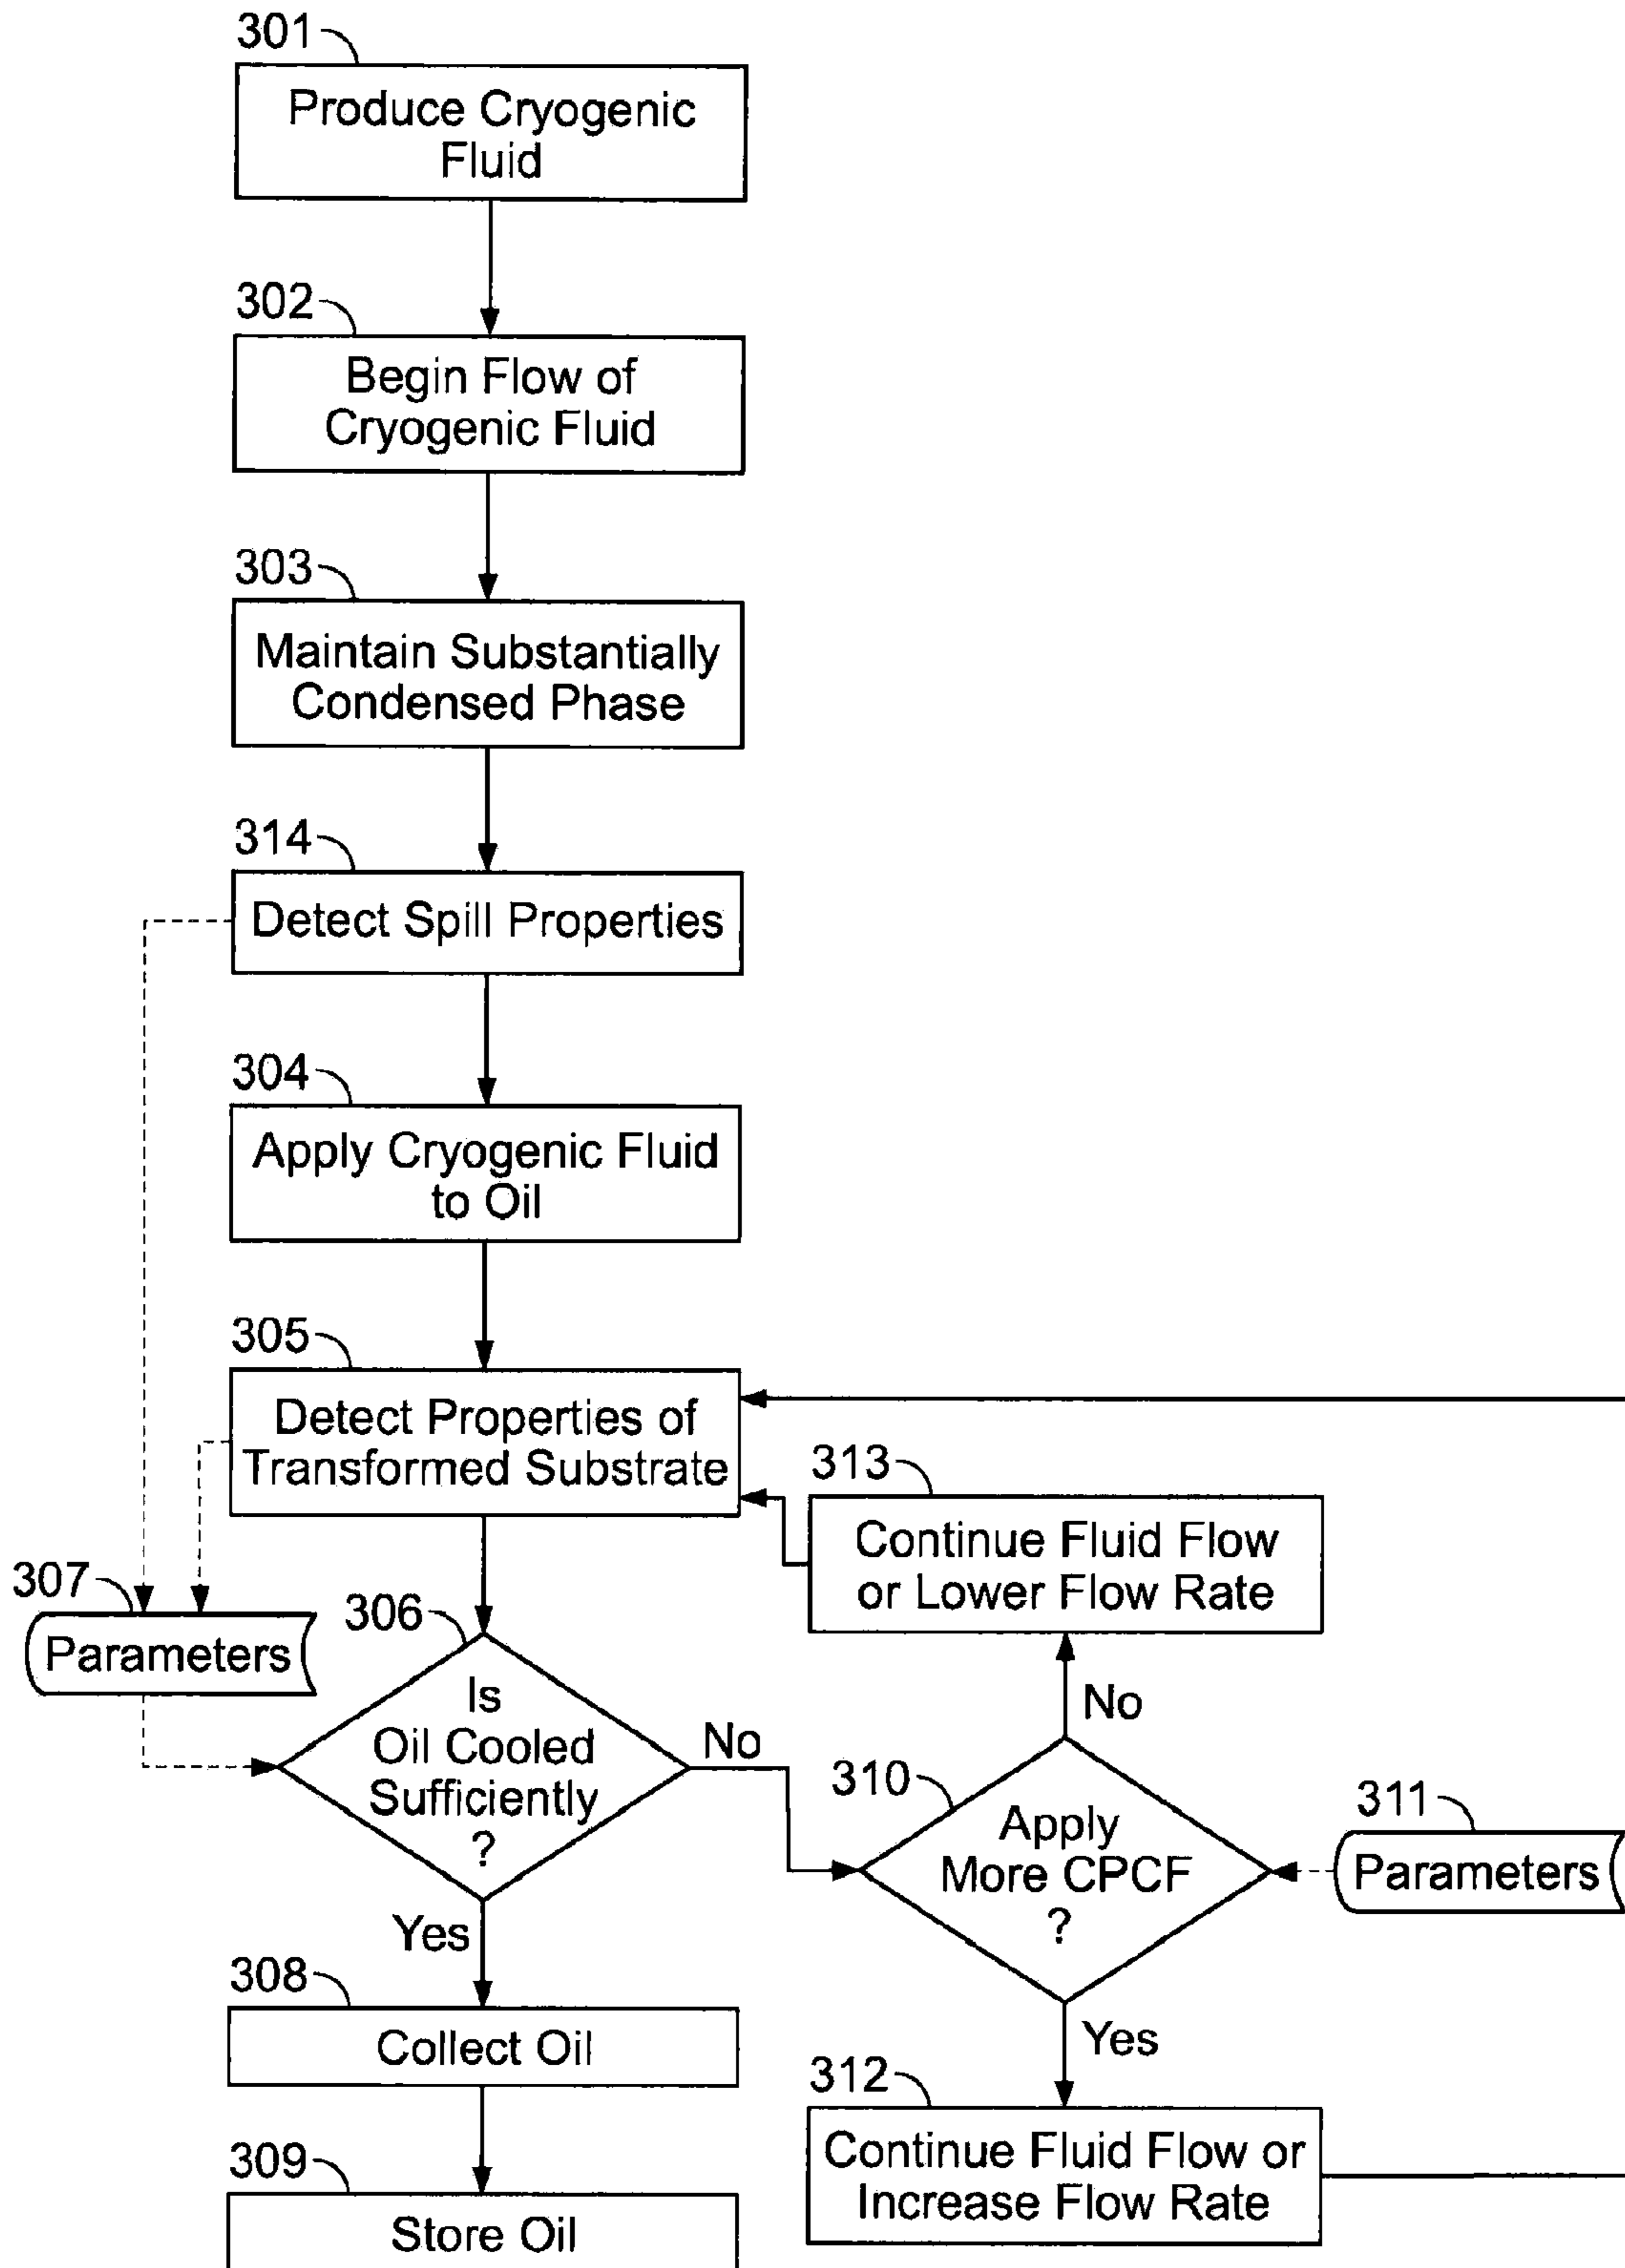 301
Produce Cryogenic
Fluid
302
Begin Flow of
Cryogenic Fluid
303
Maintain Substantially
Condensed Phase
314
Detect Spill Properties
304
Apply Cryogenic Fluid
to Oil
305
Detect Properties of
Transformed Substrate
313
Continue Fluid Flow
or Lower Flow Rate
307
Parameters
306
Is
Oil Cooled
Sufficiently
?
No
Yes
No
310
Apply
More CPCF
?
311
Parameters
Yes
308
Collect Oil
312
Continue Fluid Flow or
Increase Flow Rate
309
Store Oil